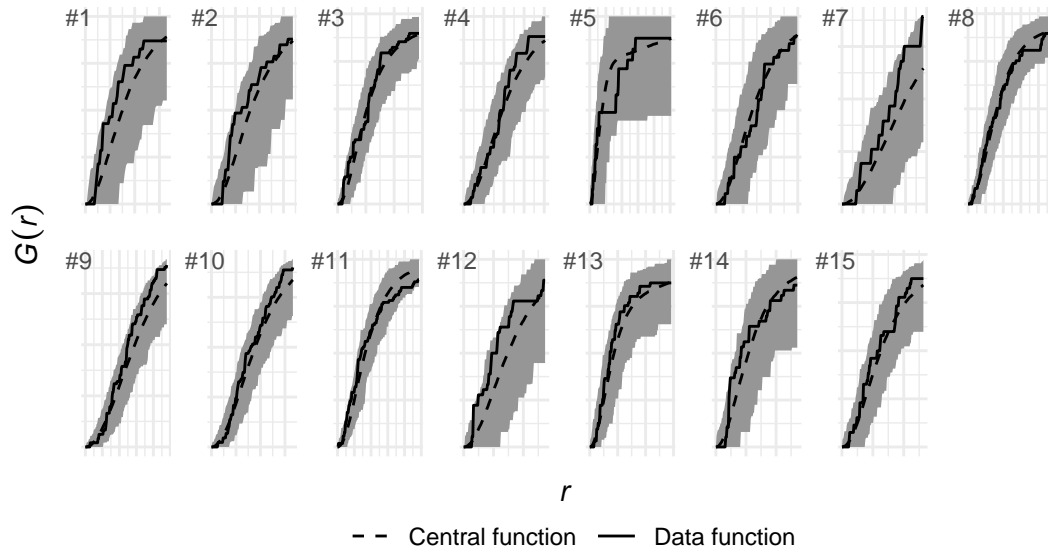 #1 #2 #3 #4 #5 #6 #7 #8
G(r)
#9 #10 #11 #12 #13 #14 #15
r
Central function Data function